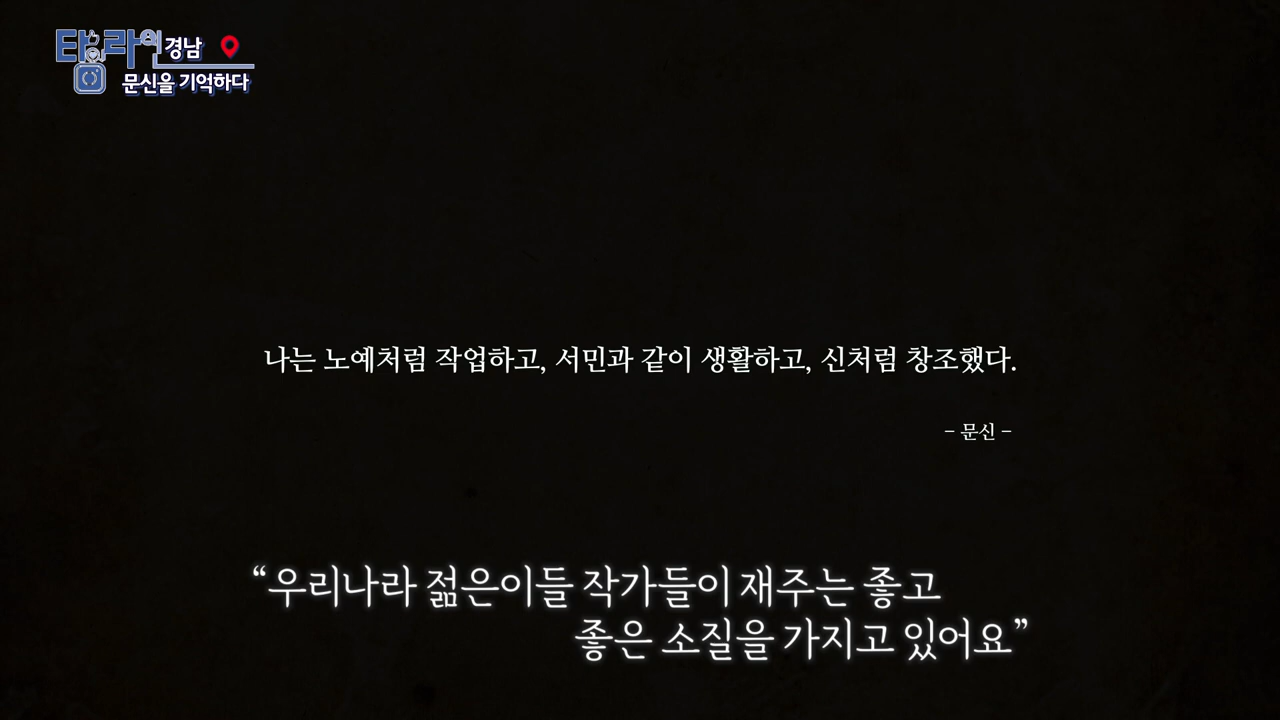 탐나라인 경남
문신을 기억하다
나는 노예처럼 작업하고, 서민과 같이 생활하고, 신처럼 창조했다.
- 문신 -
“우리나라 젊은이들 작가들이 재주는 좋고
좋은 소질을 가지고 있어요”